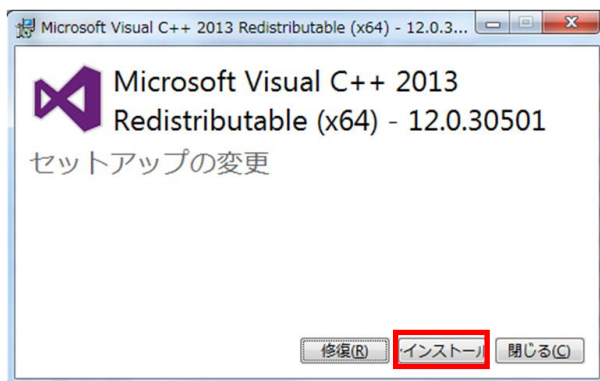 Microsoft Visual C++ 2013 Redistributable (x64) - 12.0.3...
Microsoft Visual C++ 2013
Redistributable (x64) - 12.0.30501
セットアップの変更
修復(R) インストール 閉じる(C)